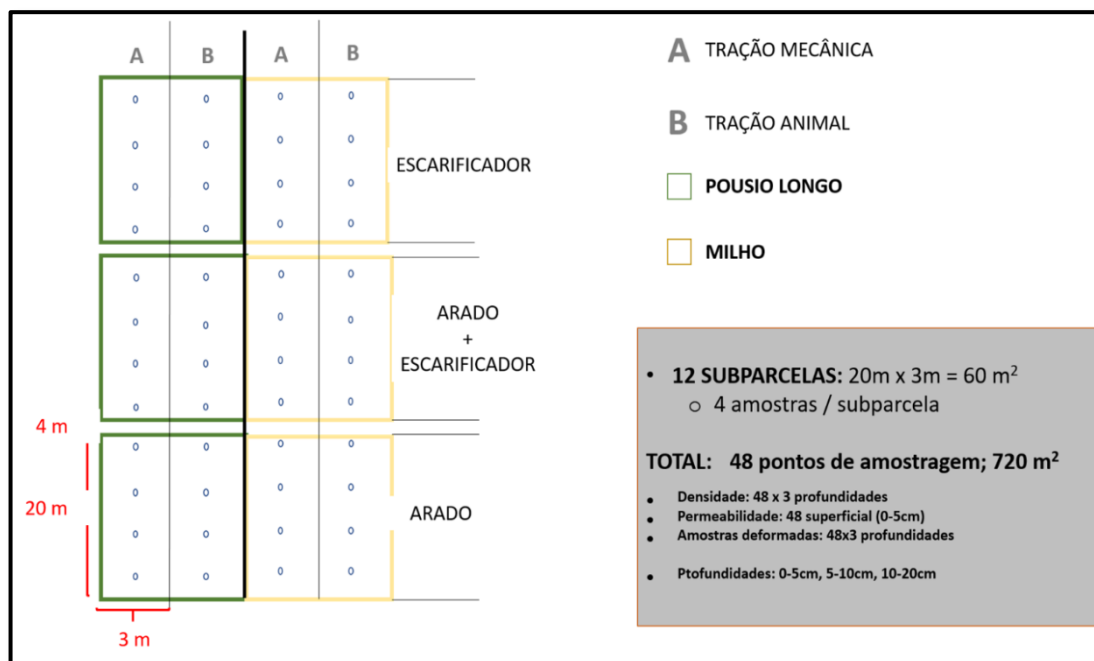 A B A B
ESCARIFICADOR
ARADO
+
ESCARIFICADOR
4 m
20 m
ARADO
3 m
A TRAÇÃO MECÂNICA
B TRAÇÃO ANIMAL
POUSIO LONGO
MILHO
• 12 SUBPARCELAS: 20m x 3m = 60 m²
o 4 amostras / subparcela
TOTAL: 48 pontos de amostragem; 720 m²
• Densidade: 48 x 3 profundidades
• Permeabilidade: 48 superficial (0-5cm)
• Amostras deformadas: 48x3 profundidades
• Ptofundidades: 0-5cm, 5-10cm, 10-20cm